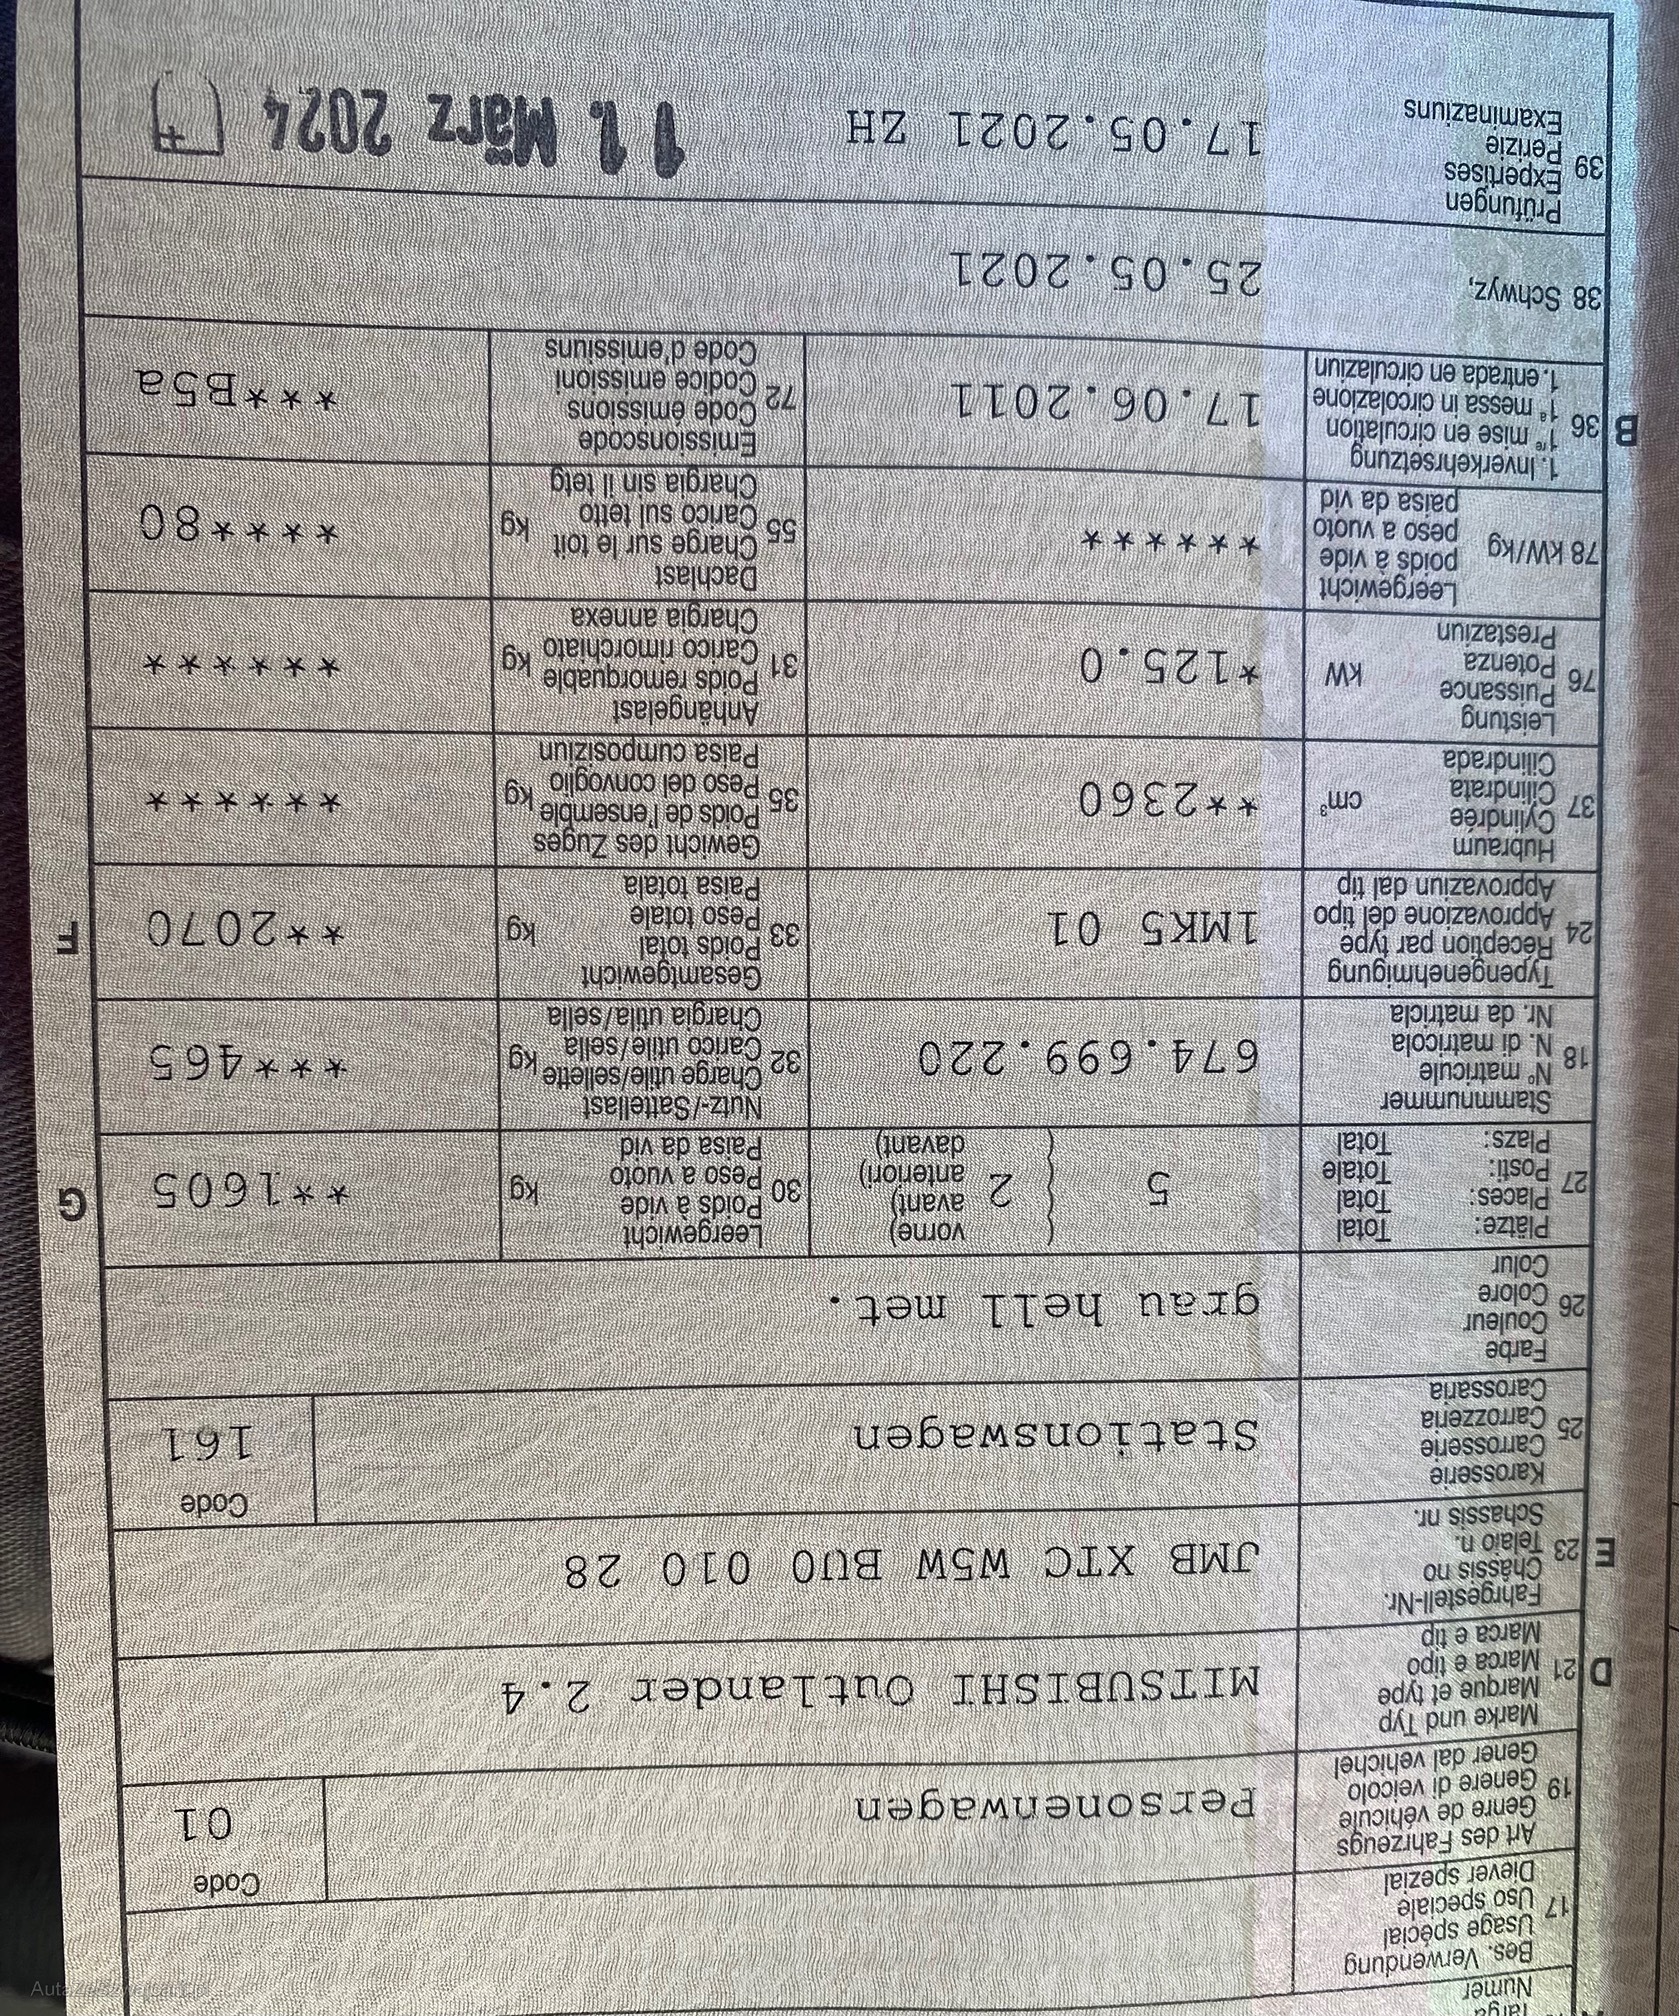 Numer
17 Bes. Verwendung
Usage spécial
Uso speciale
Diever spezial
19 Art des Fahrzeugs
Genre de véhicule
Genere di veicolo
Gener dal vehichel
Personenwagen
Code
01
D 21 Marke und Typ
Marque et type
Marca e tipo
Marca e tip
MITSUBISHI Outlander 2.4
E 23 Fahrgestell-Nr.
Châssis no
Telaio n.
Schassis nr.
JMB XTC W5W BU0 010 28
25 Karosserie
Carrosserie
Carrozzeria
Carossaria
Stationswagen
Code
161
26 Farbe
Couleur
Colore
Colur
grau hell met.
27 Plätze: Total
Places: Total
Posti: Totale
Plazs: Total
5
2
vorne)
avant)
anteriori)
davant)
G 30 Leergewicht
Poids à vide
Peso a vuoto
Paisa da vid
kg
**1605
18 Stammnummer
N° matricule
N. di matricola
Nr. da matricla
674.699.220
32 Nutz-/Sattellast
Charge utile/sellette
Carico utile/sella
Chargia utila/sella
kg
***465
24 Typengenehmigung
Réception par type
Approvazione del tipo
Approvaziun dal tip
1MK5 01
F 33 Gesamtgewicht
Poids total
Peso totale
Paisa totala
kg
**2070
37 Hubraum
Cylindrée
Cilindrata
Cilindrada
cm³
**2360
35 Gewicht des Zuges
Poids de l'ensemble
Peso del convoglio
Paisa cumposiziun
kg
******
76 Leistung
Puissance
Potenza
Prestaziun
kW
*125.0
31 Anhängelast
Poids remorquable
Carico rimorchiato
Chargia annexa
kg
******
78 kW/kg Leergewicht
poids à vide
peso a vuoto
paisa da vid
******
55 Dachlast
Charge sur le toit
Carico sul tetto
Chargia sin il tetg
kg
****80
B 36 1. Inverkehrsetzung
1re mise en circulation
1a messa in circolazione
1. entrada en circulaziun
17.06.2011
72 Emissionscode
Code émissions
Codice emissioni
Code d'emissiuns
***B5a
38 Schwyz,
25.05.2021
39 Prüfungen
Expertises
Perizie
Examinaziuns
17.05.2021 ZH
11. März 2024